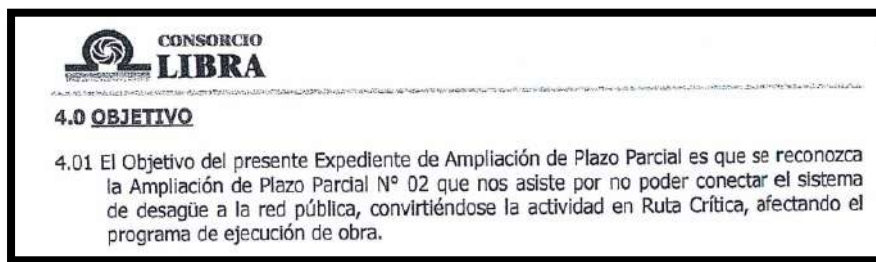 CONSORCIO
LIBRA
4.0 OBJETIVO
4.01 El Objetivo del presente Expediente de Ampliación de Plazo Parcial es que se reconozca
la Ampliación de Plazo Parcial Nº 02 que nos asiste por no poder conectar el sistema
de desagüe a la red pública, convirtiéndose la actividad en Ruta Crítica, afectando el
programa de ejecución de obra.